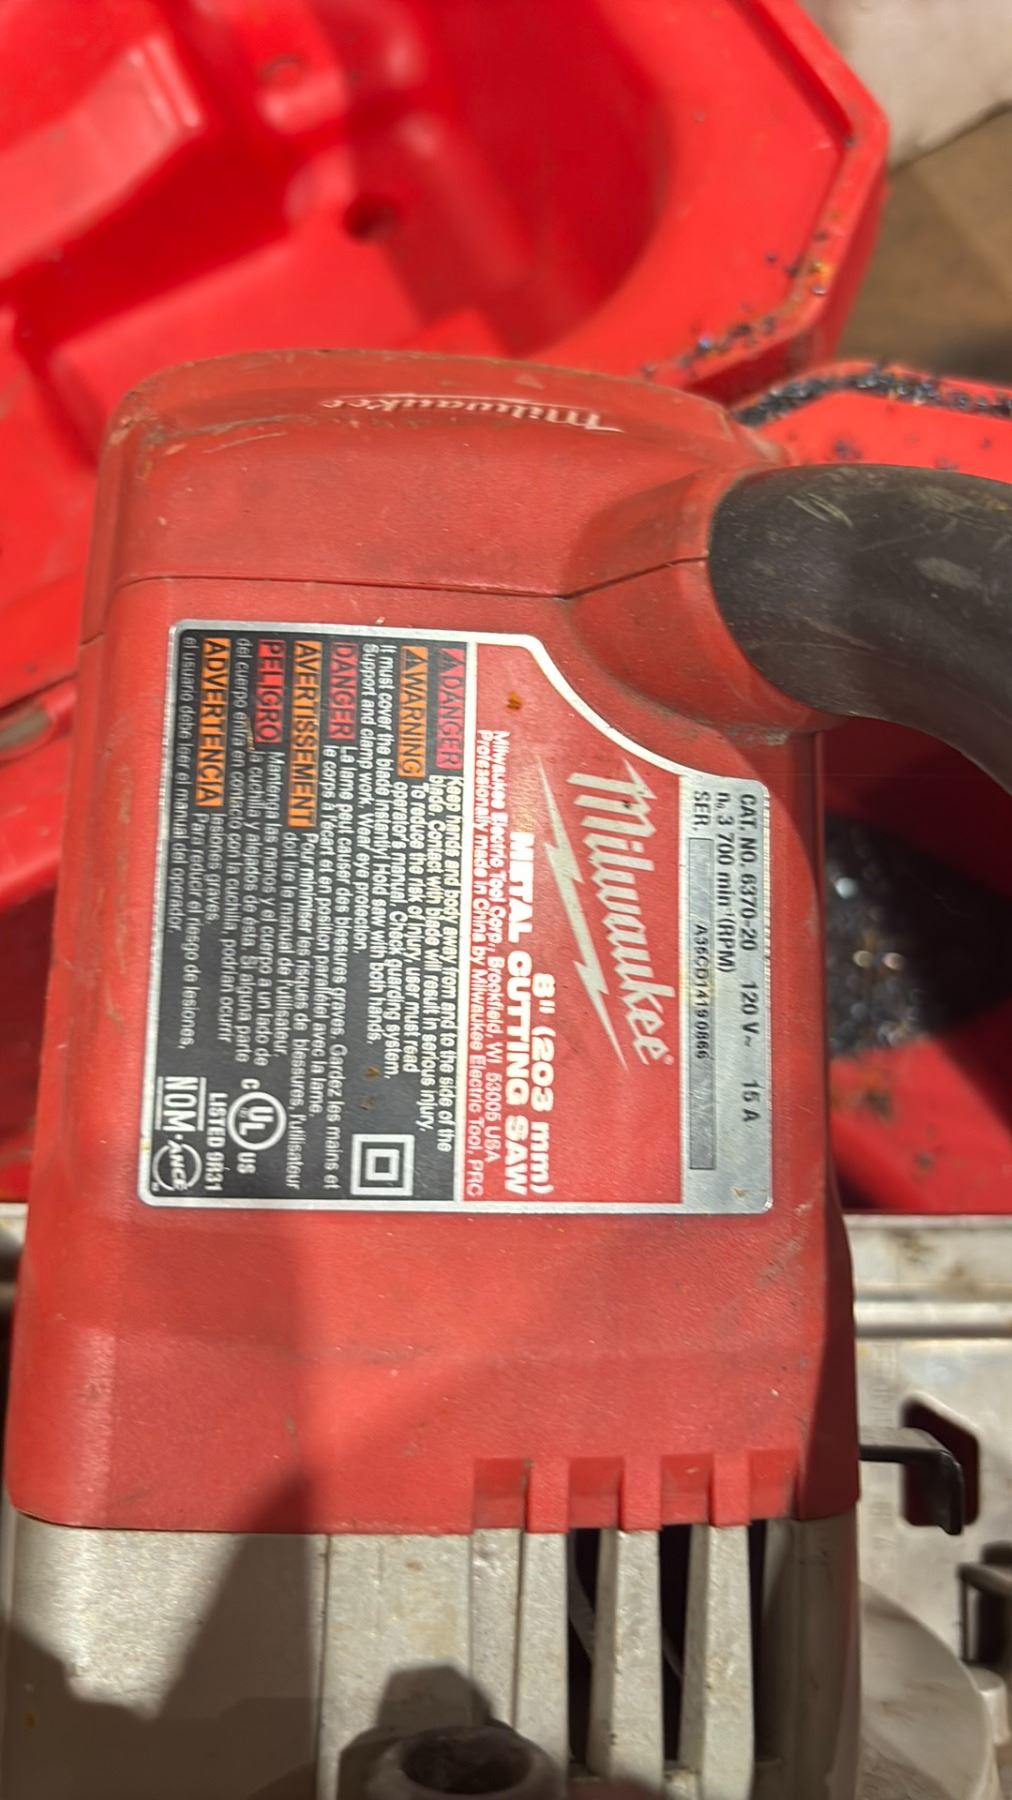 Milwaukee
CAT. NO. 6370-20 120 V~ 15 A
n₀ 3 700 min⁻¹(RPM)
SER. A36CD14190866
Milwaukee®
8" (203 mm)
METAL CUTTING SAW
Milwaukee Electric Tool Corp., Brookfield, WI 53005 USA
Professionally made in China by Milwaukee Electric Tool, PRC
DANGER Keep hands and body away from and to the side of the
blade. Contact with blade will result in serious injury.
WARNING To reduce the risk of injury, user must read
operator's manual. Check guarding system,
it must cover the blade instantly! Hold saw with both hands.
Support and clamp work. Wear eye protection.
DANGER La lame peut causer des blessures graves. Gardez les mains et
le corps à l'écart et en position parallèle avec la lame.
AVERTISSEMENT Pour minimiser les risques de blessures, l'utilisateur
doit lire le manual de l'utilisateur.
PELIGRO Mantenga las manos y el cuerpo a un lado de
la cuchilla y alejados de ésta. Si alguna parte
del cuerpo entra en contacto con la cuchilla, podrían ocurrir
lesiones graves.
ADVERTENCIA Para reducir el riesgo de lesiones,
el usuario debe leer el manual del operador.
C UL US
LISTED 9R31
NOM-ANCE